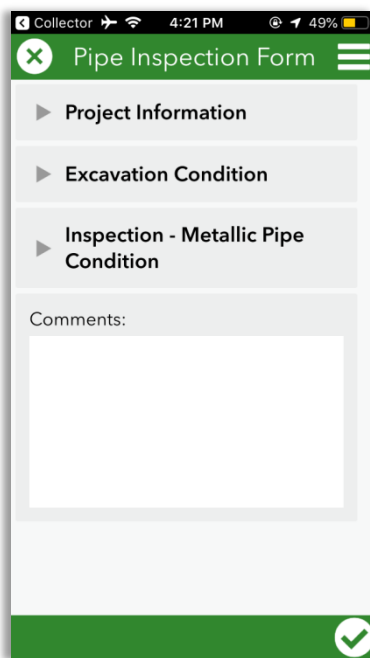 Collector 4:21 PM 49%
Pipe Inspection Form
Project Information
Excavation Condition
Inspection - Metallic Pipe
Condition
Comments: